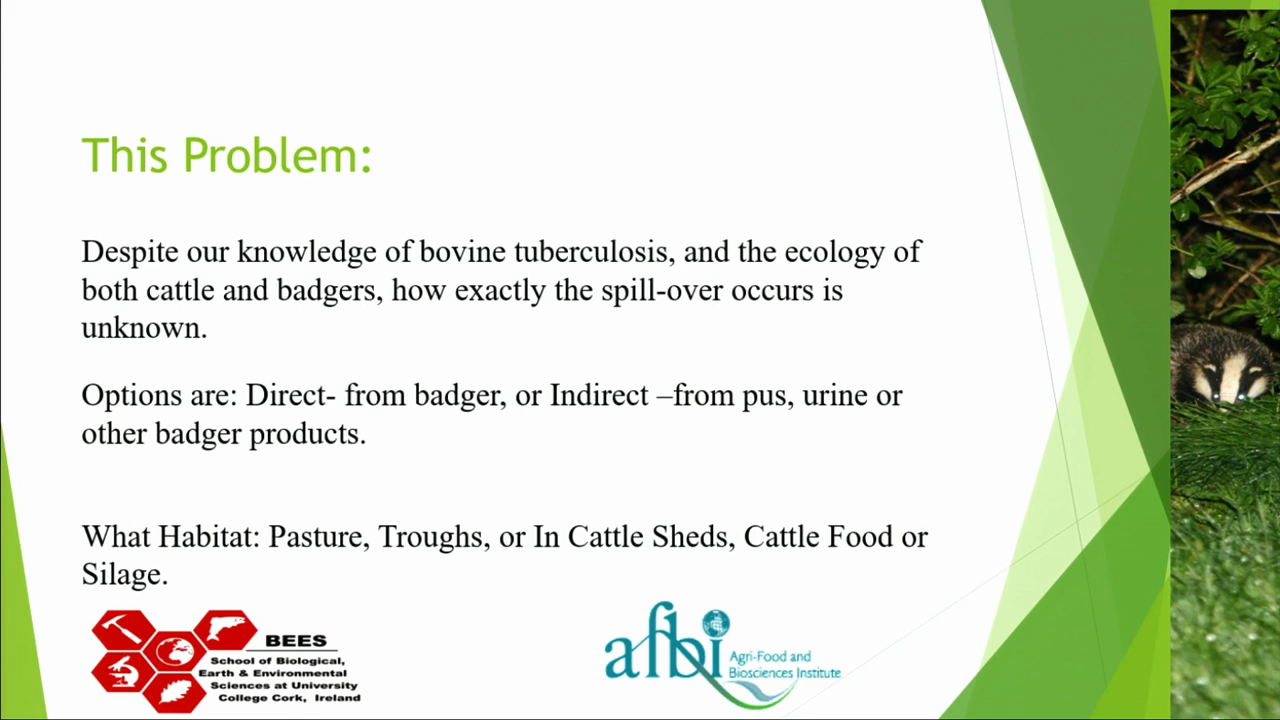 This Problem:
Despite our knowledge of bovine tuberculosis, and the ecology of
both cattle and badgers, how exactly the spill-over occurs is
unknown.
Options are: Direct- from badger, or Indirect –from pus, urine or
other badger products.
What Habitat: Pasture, Troughs, or In Cattle Sheds, Cattle Food or
Silage.
BEES
School of Biological,
Earth & Environmental
Sciences at University
College Cork, Ireland
afbi
Agri-Food and
Biosciences Institute